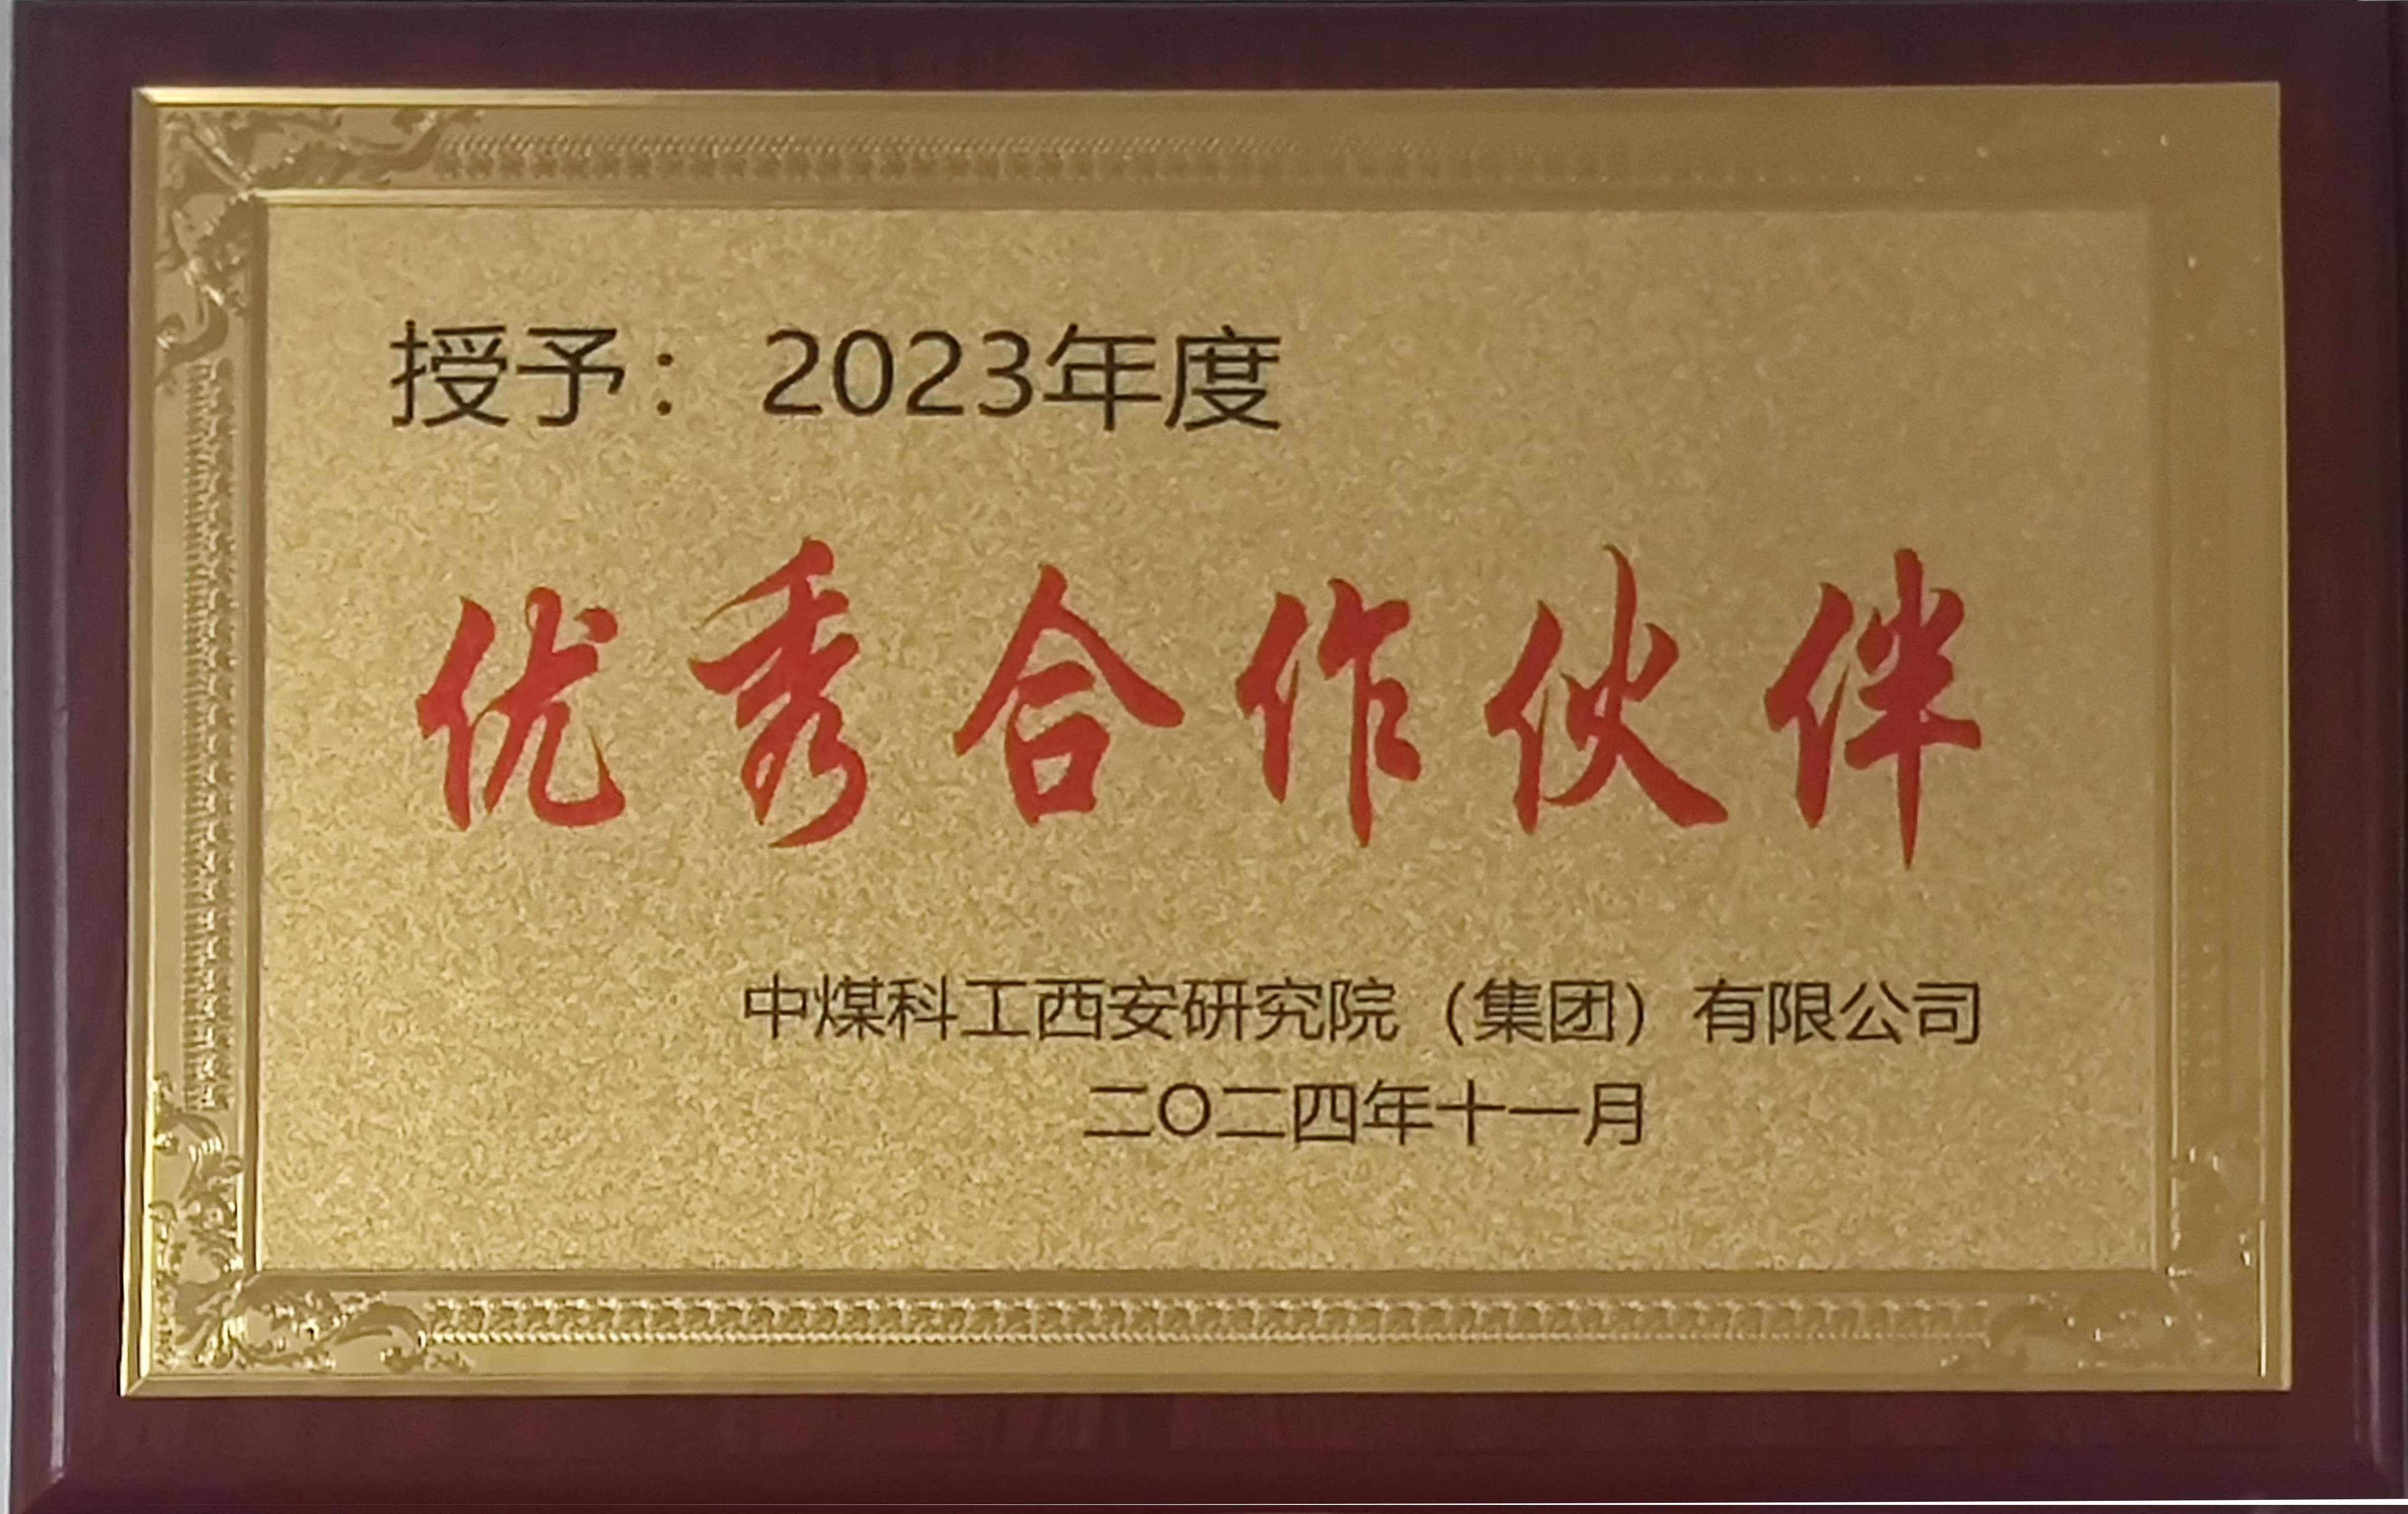 授予：2023年度
优秀合作伙伴
中煤科工西安研究院（集团）有限公司
二〇二四年十一月